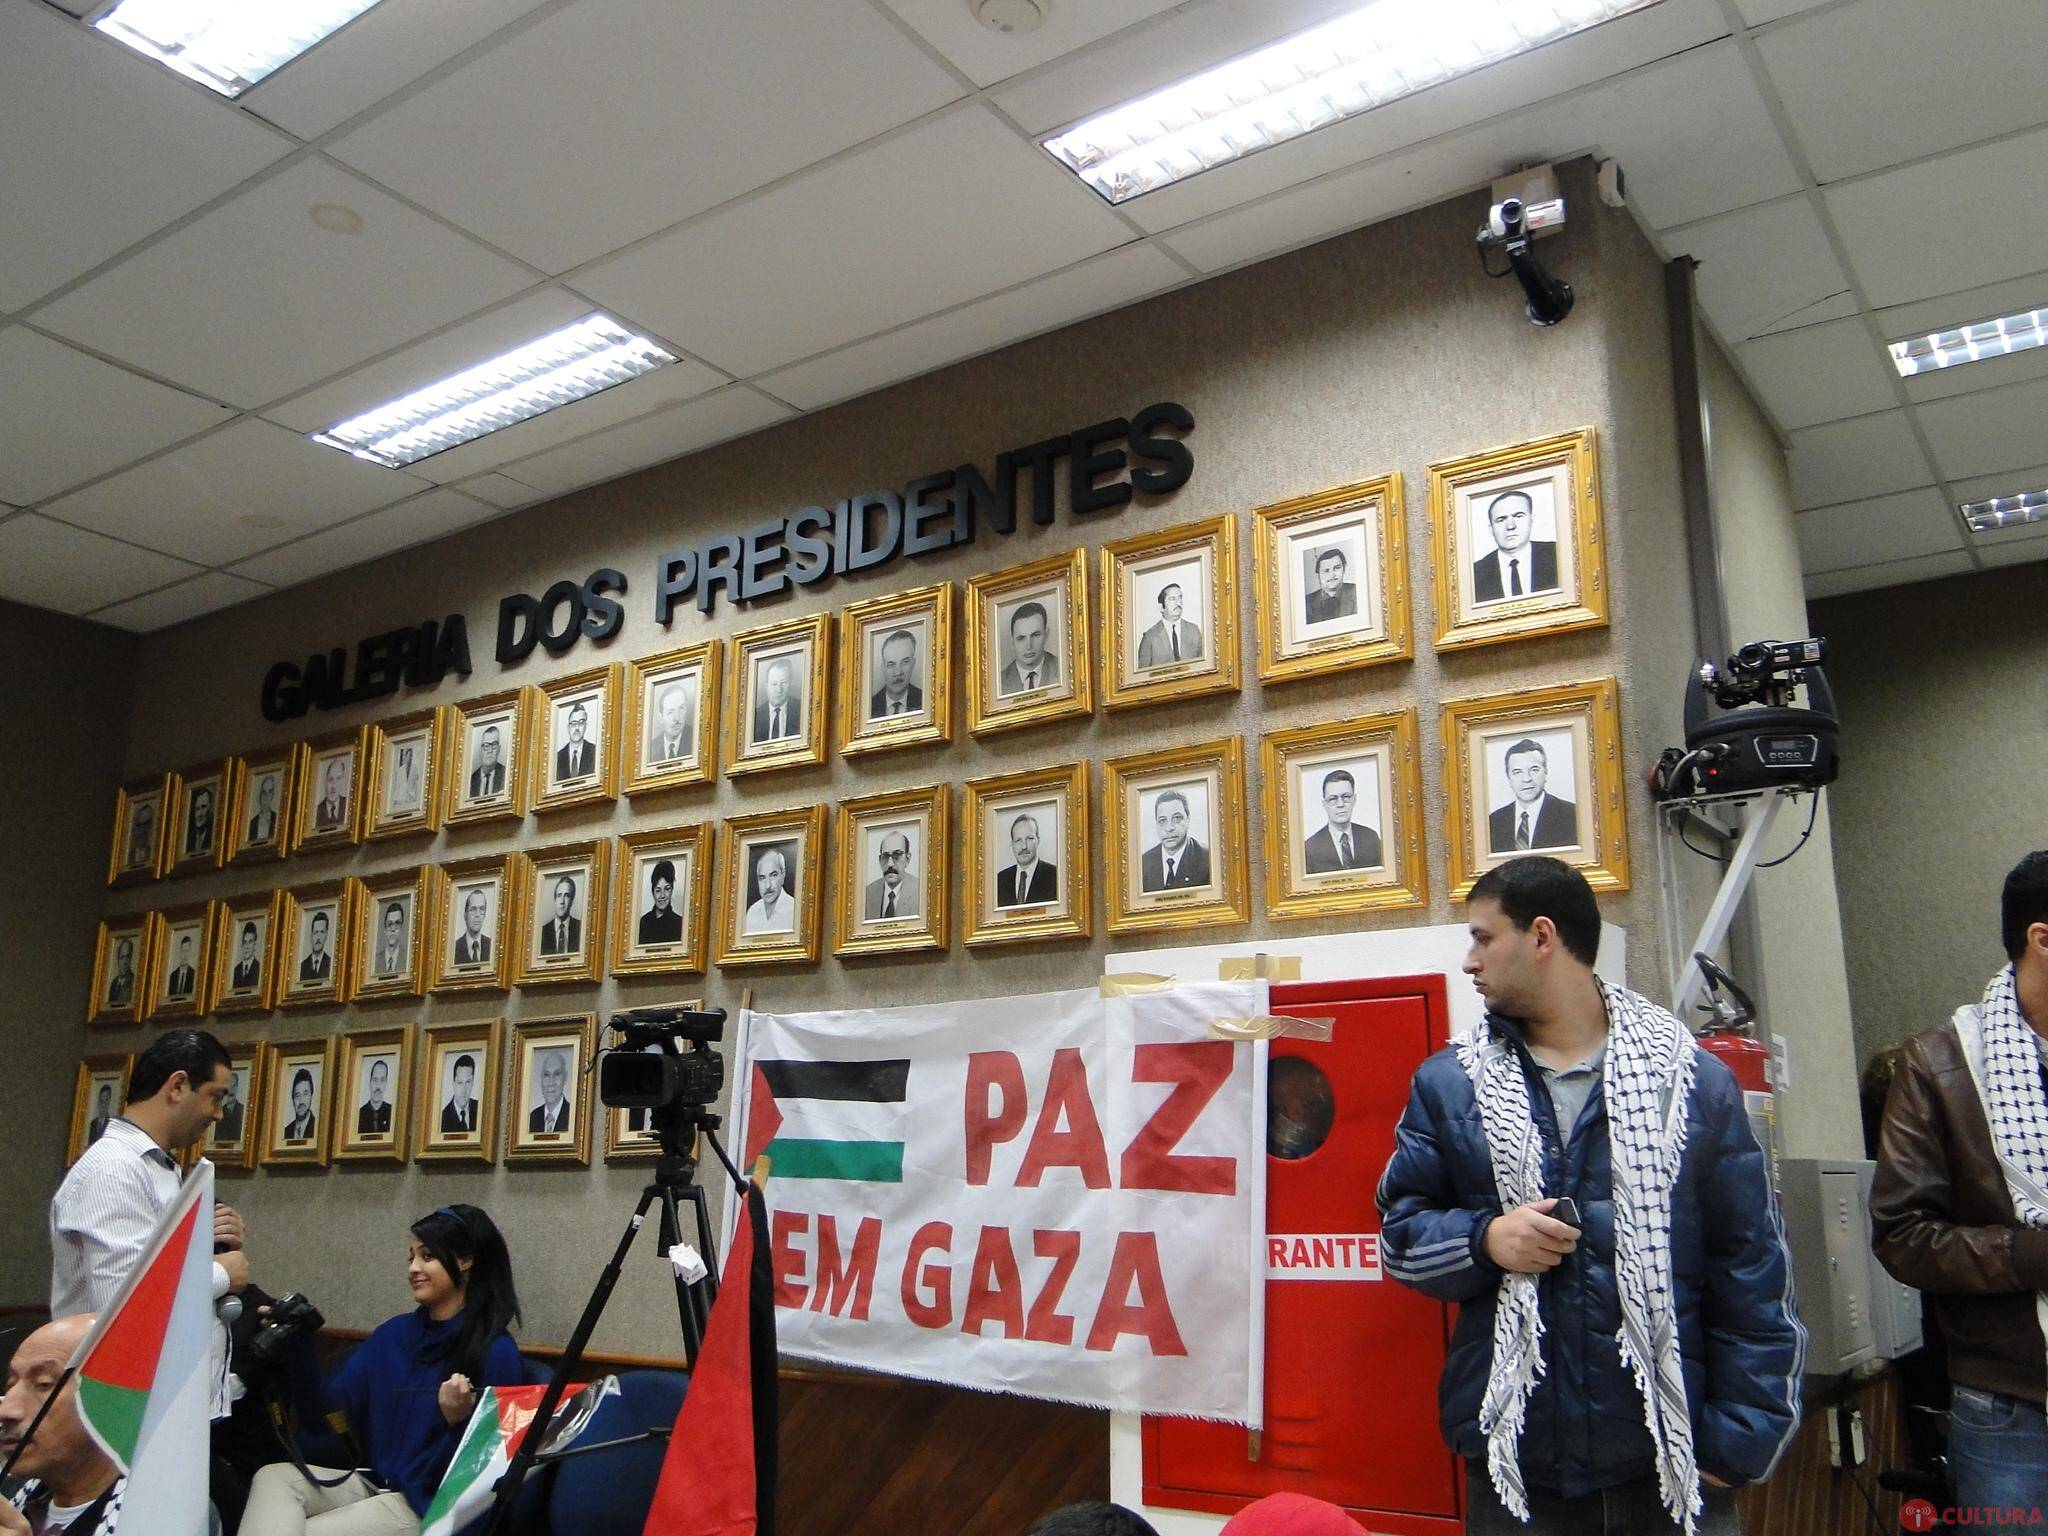 GALERIA DOS PRESIDENTES
PAZ
EM GAZA
RANTE
CULTURA